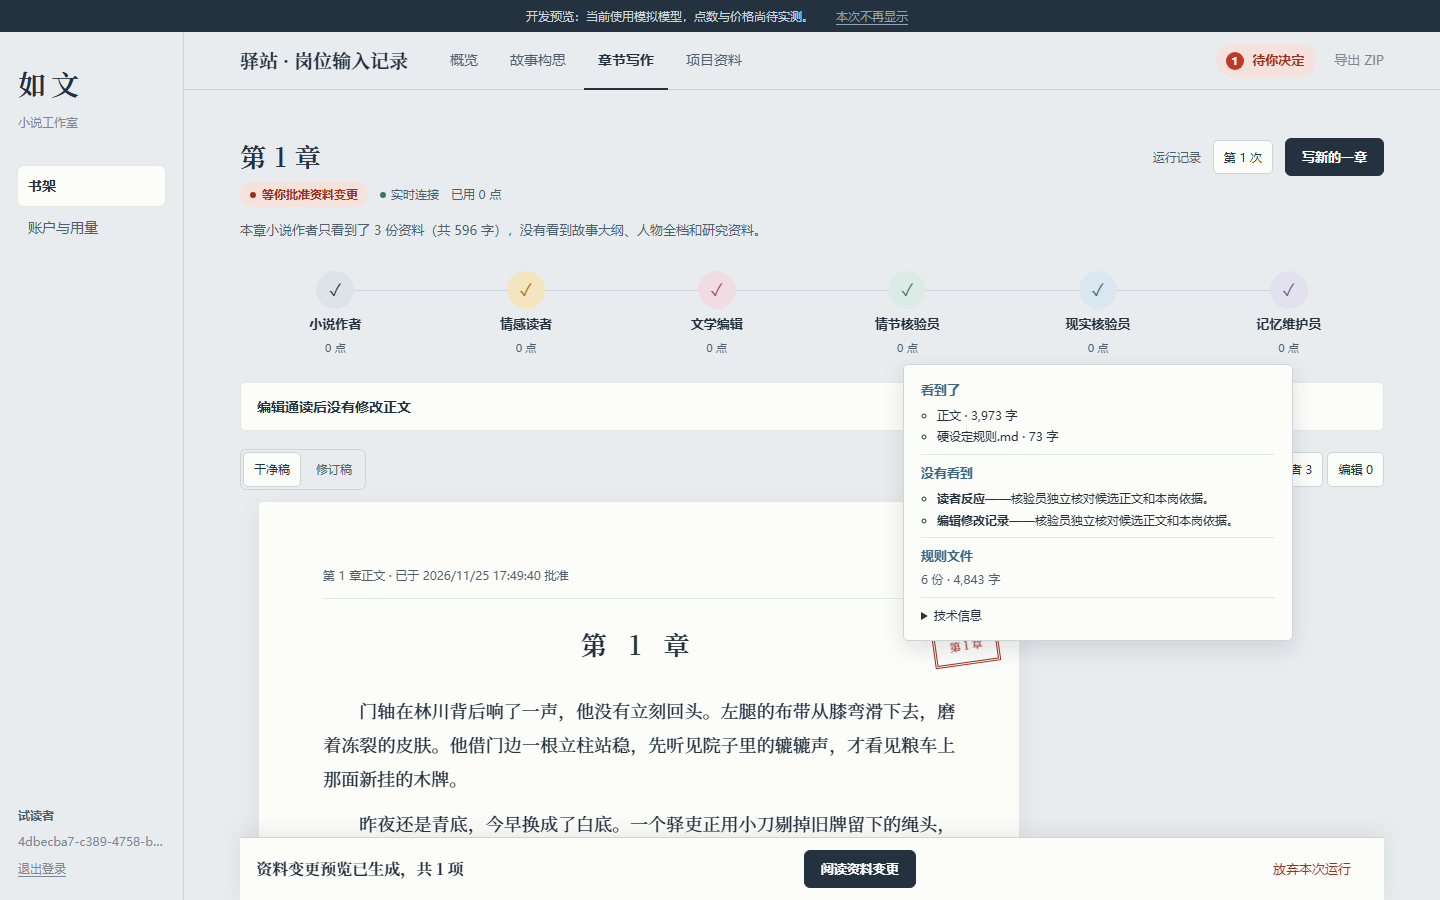 开发预览：当前使用模拟模型，点数与价格尚待实测。 本次不再显示
如文
小说工作室
书架
账户与用量
试读者
4dbecba7-c389-4758-b...
退出登录
驿站 · 岗位输入记录 概览 故事构思 章节写作 项目资料 1 待你决定 导出 ZIP
第 1 章 运行记录 第 1 次 写新的一章
等你批准资料变更 实时连接 已用 0 点
本章小说作者只看到了 3 份资料（共 596 字），没有看到故事大纲、人物全档和研究资料。
✓ ✓ ✓ ✓ ✓ ✓
小说作者 情感读者 文学编辑 情节核验员 现实核验员 记忆维护员
0 点 0 点 0 点 0 点 0 点 0 点
编辑通读后没有修改正文
干净稿 修订稿 者 3 编辑 0
看到了
正文 · 3,973 字
硬设定规则.md · 73 字
没有看到
读者反应——核验员独立核对候选正文和本岗依据。
编辑修改记录——核验员独立核对候选正文和本岗依据。
规则文件
6 份 · 4,843 字
技术信息
第 1 章正文 · 已于 2026/11/25 17:49:40 批准
第 1 章
第 1 章
门轴在林川背后响了一声，他没有立刻回头。左腿的布带从膝弯滑下去，磨
着冻裂的皮肤。他借门边一根立柱站稳，先听见院子里的辘辘声，才看见粮车上
那面新挂的木牌。
昨夜还是青底，今早换成了白底。一个驿吏正用小刀剔掉旧牌留下的绳头，
资料变更预览已生成，共 1 项 阅读资料变更 放弃本次运行